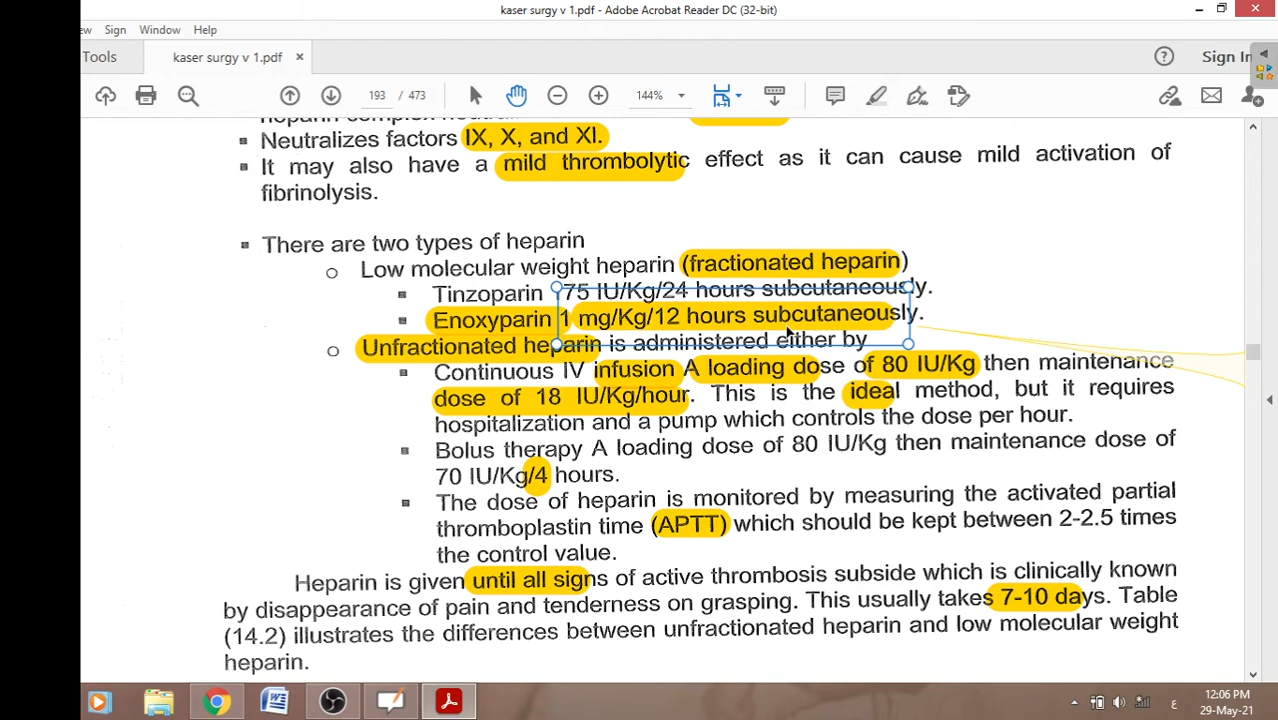 kaser surgy v 1.pdf - Adobe Acrobat Reader DC (32-bit)
ew Sign Window Help
Tools kaser surgy v 1.pdf × Sign In
193 / 473 144%
Neutralizes factors IX, X, and XI.
It may also have a mild thrombolytic effect as it can cause mild activation of
fibrinolysis.
There are two types of heparin
Low molecular weight heparin (fractionated heparin)
Tinzoparin 175 IU/Kg/24 hours subcutaneously.
Enoxyparin 1 mg/Kg/12 hours subcutaneously.
Unfractionated heparin is administered either by
Continuous IV infusion A loading dose of 80 IU/Kg then maintenance
dose of 18 IU/Kg/hour. This is the ideal method, but it requires
hospitalization and a pump which controls the dose per hour.
Bolus therapy A loading dose of 80 IU/Kg then maintenance dose of
70 IU/Kg/4 hours.
The dose of heparin is monitored by measuring the activated partial
thromboplastin time (APTT) which should be kept between 2-2.5 times
the control value.
Heparin is given until all signs of active thrombosis subside which is clinically known
by disappearance of pain and tenderness on grasping. This usually takes 7-10 days. Table
(14.2) illustrates the differences between unfractionated heparin and low molecular weight
heparin.
ع 12:06 PM
29-May-21